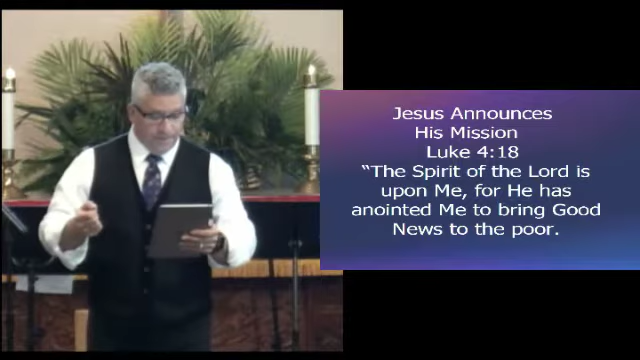 Jesus Announces
His Mission
Luke 4:18
“The Spirit of the Lord is
upon Me, for He has
anointed Me to bring Good
News to the poor.